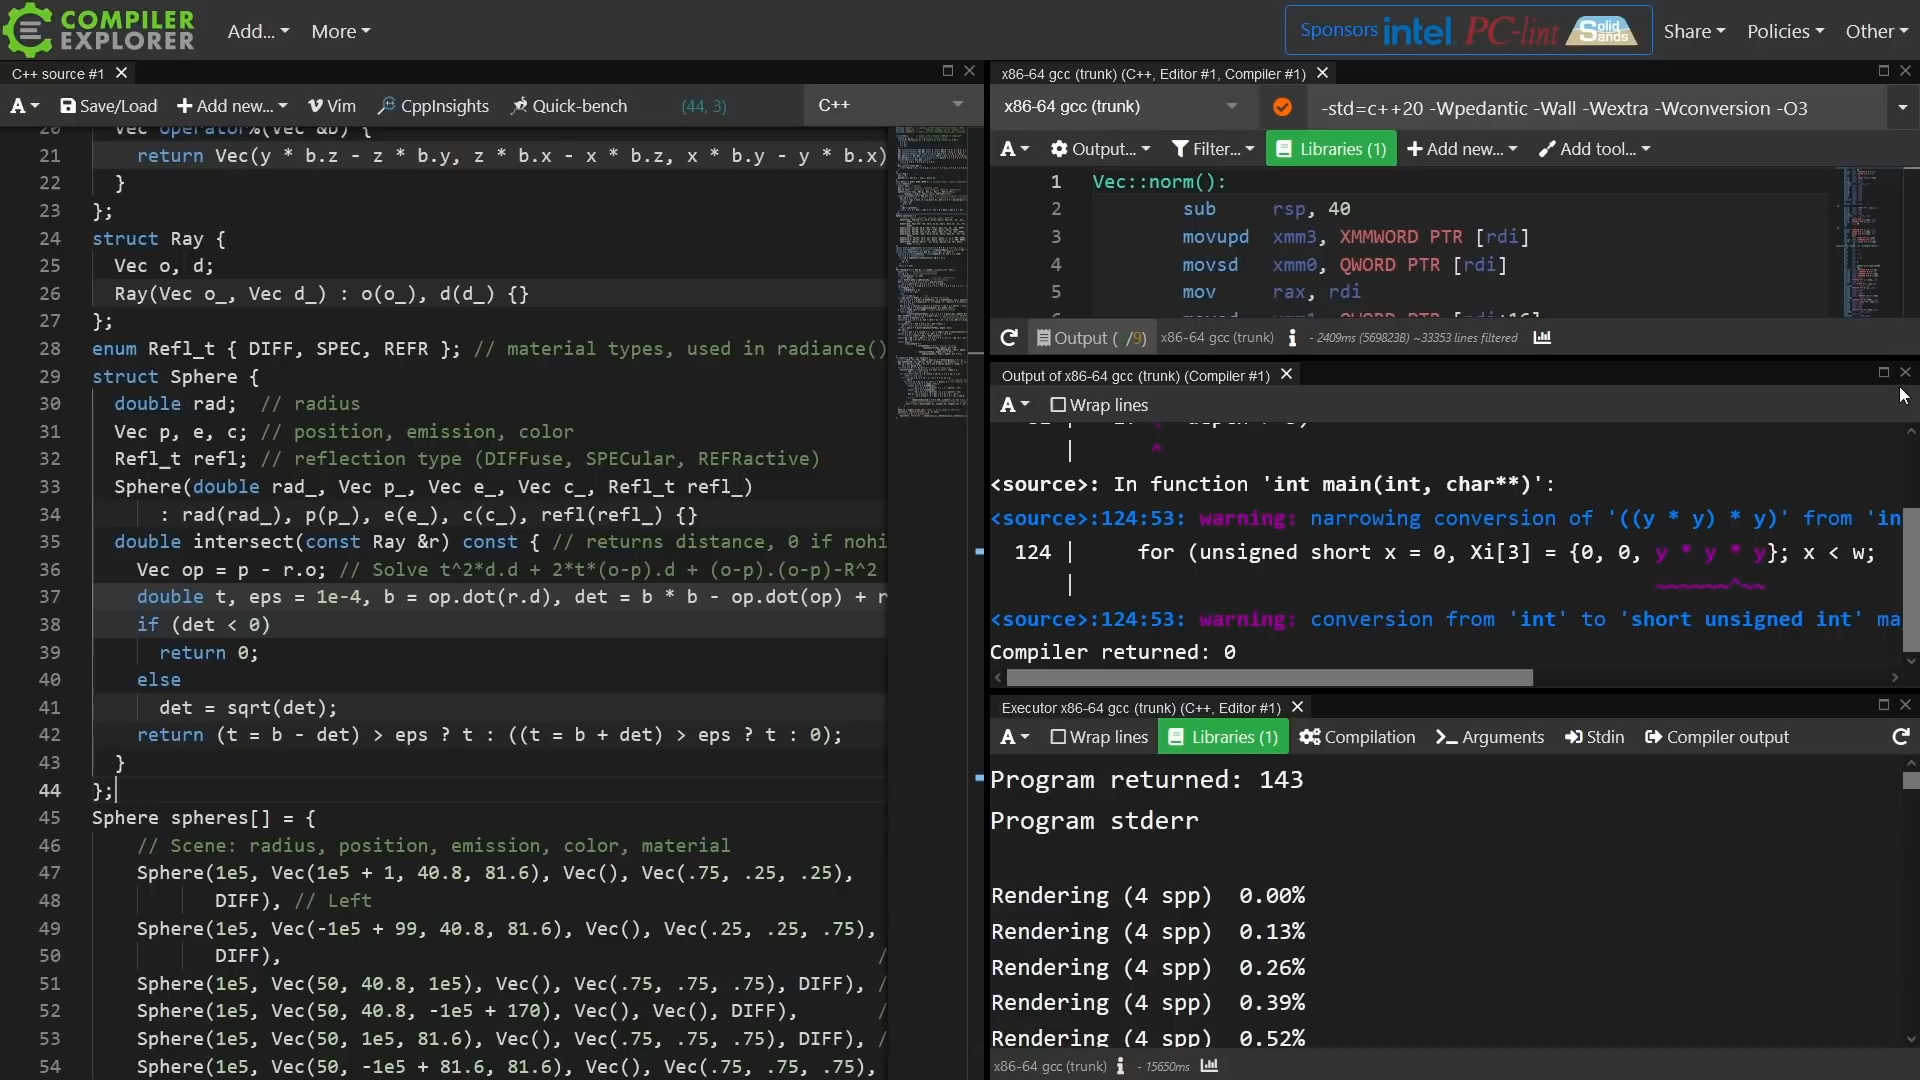 COMPILER
EXPLORER
Add...
More
Sponsors intel PC-lint Solid Sands
Share
Policies
Other
C++ source #1
A
Save/Load
Add new...
Vim
CppInsights
Quick-bench
(44, 3)
C++
20 Vec operator%(Vec &b) {
21 return Vec(y * b.z - z * b.y, z * b.x - x * b.z, x * b.y - y * b.x)
22 }
23 };
24 struct Ray {
25 Vec o, d;
26 Ray(Vec o_, Vec d_) : o(o_), d(d_) {}
27 };
28 enum Refl_t { DIFF, SPEC, REFR }; // material types, used in radiance()
29 struct Sphere {
30 double rad; // radius
31 Vec p, e, c; // position, emission, color
32 Refl_t refl; // reflection type (DIFFuse, SPECular, REFRactive)
33 Sphere(double rad_, Vec p_, Vec e_, Vec c_, Refl_t refl_)
34 : rad(rad_), p(p_), e(e_), c(c_), refl(refl_) {}
35 double intersect(const Ray &r) const { // returns distance, 0 if nohi
36 Vec op = p - r.o; // Solve t^2*d.d + 2*t*(o-p).d + (o-p).(o-p)-R^2
37 double t, eps = 1e-4, b = op.dot(r.d), det = b * b - op.dot(op) + r
38 if (det < 0)
39 return 0;
40 else
41 det = sqrt(det);
42 return (t = b - det) > eps ? t : ((t = b + det) > eps ? t : 0);
43 }
44 };
45 Sphere spheres[] = {
46 // Scene: radius, position, emission, color, material
47 Sphere(1e5, Vec(1e5 + 1, 40.8, 81.6), Vec(), Vec(.75, .25, .25),
48 DIFF), // Left
49 Sphere(1e5, Vec(-1e5 + 99, 40.8, 81.6), Vec(), Vec(.25, .25, .75),
50 DIFF), /
51 Sphere(1e5, Vec(50, 40.8, 1e5), Vec(), Vec(.75, .75, .75), DIFF), /
52 Sphere(1e5, Vec(50, 40.8, -1e5 + 170), Vec(), Vec(), DIFF), /
53 Sphere(1e5, Vec(50, 1e5, 81.6), Vec(), Vec(.75, .75, .75), DIFF), /
54 Sphere(1e5, Vec(50, -1e5 + 81.6, 81.6), Vec(), Vec(.75, .75, .75),
x86-64 gcc (trunk) (C++, Editor #1, Compiler #1)
x86-64 gcc (trunk)
-std=c++20 -Wpedantic -Wall -Wextra -Wconversion -O3
A
Output...
Filter...
Libraries (1)
Add new...
Add tool...
1 Vec::norm():
2 sub rsp, 40
3 movupd xmm3, XMMWORD PTR [rdi]
4 movsd xmm0, QWORD PTR [rdi]
5 mov rax, rdi
Output ( /9) x86-64 gcc (trunk) - 2409ms (5698238) ~33353 lines filtered
Output of x86-64 gcc (trunk) (Compiler #1)
A
Wrap lines
|
^
<source>: In function 'int main(int, char**)':
<source>:124:53: warning: narrowing conversion of '((y * y) * y)' from 'in
124 | for (unsigned short x = 0, Xi[3] = {0, 0, y * y * y}; x < w;
| ~~~~~~^~~
<source>:124:53: warning: conversion from 'int' to 'short unsigned int' ma
Compiler returned: 0
Executor x86-64 gcc (trunk) (C++, Editor #1)
A
Wrap lines
Libraries (1)
Compilation
Arguments
Stdin
Compiler output
Program returned: 143
Program stderr
Rendering (4 spp) 0.00%
Rendering (4 spp) 0.13%
Rendering (4 spp) 0.26%
Rendering (4 spp) 0.39%
Rendering (4 spp) 0.52%
x86-64 gcc (trunk) - 15650ms